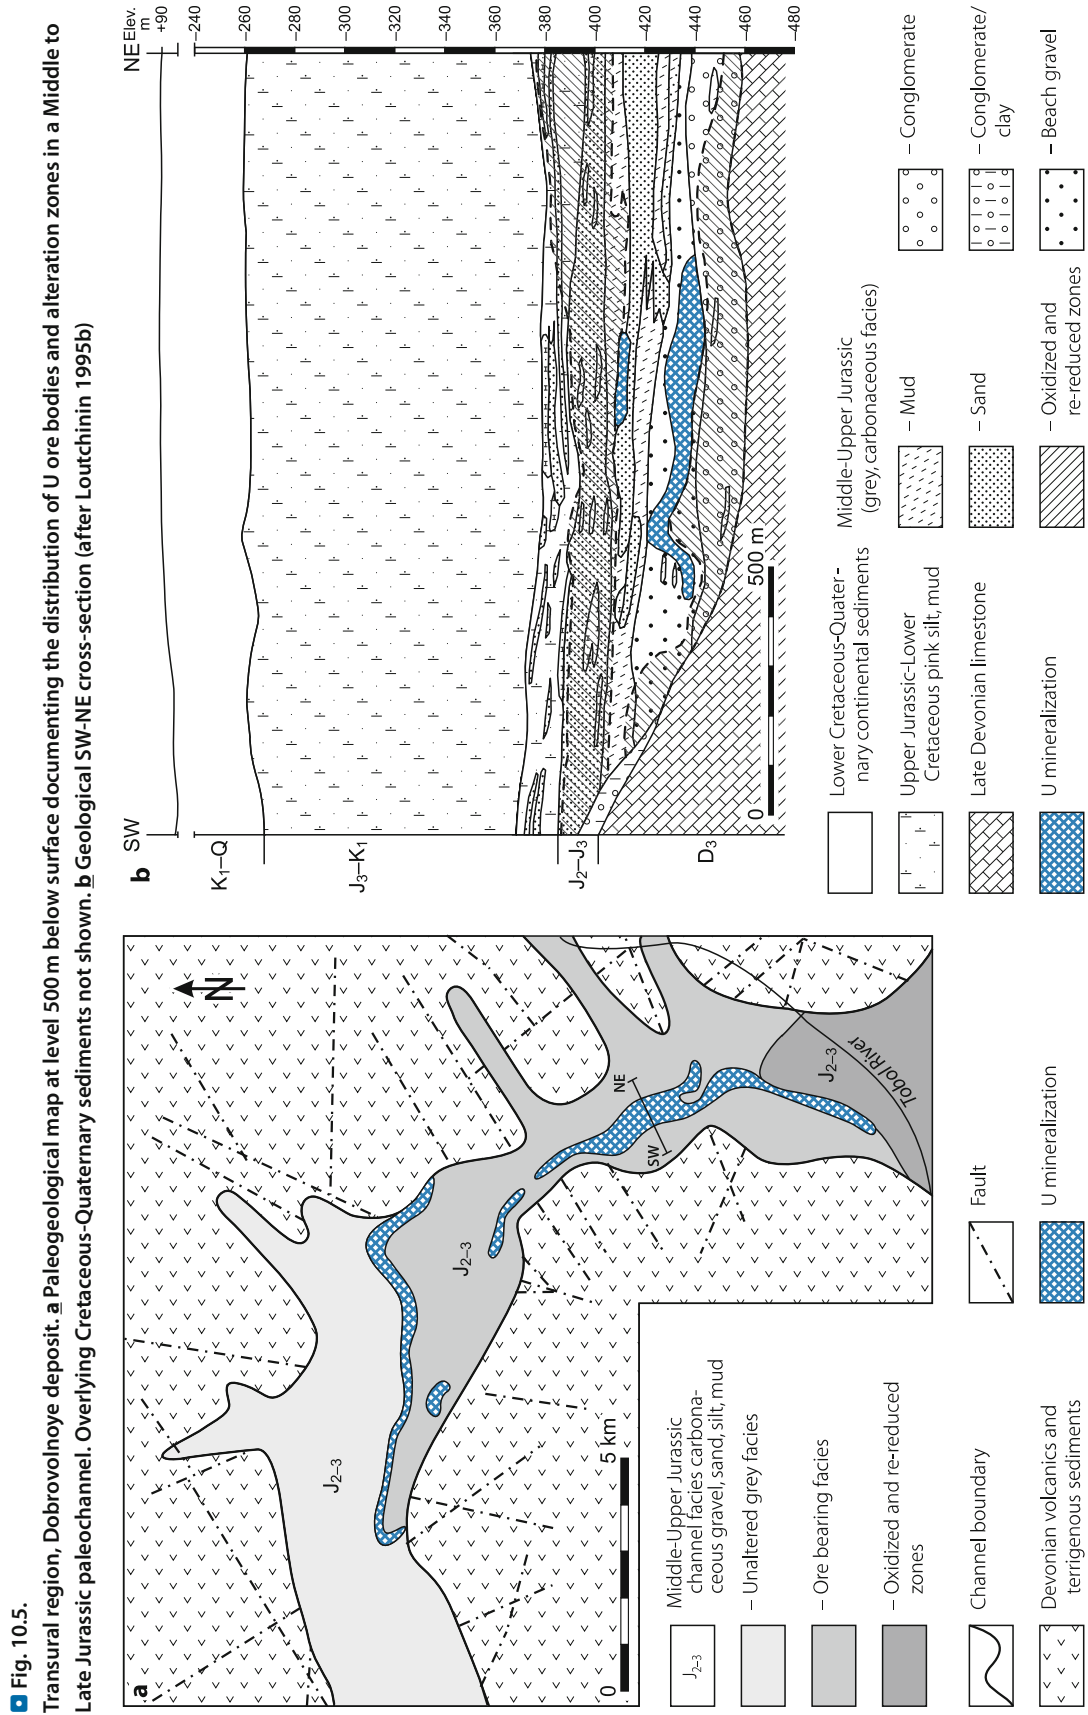 Fig. 10.5.
Transural region, Dobrovolnoye deposit. a Paleogeological map at level 500 m below surface documenting the distribution of U ore bodies and alteration zones in a Middle to
Late Jurassic paleochannel. Overlying Cretaceous-Quaternary sediments not shown. b Geological SW-NE cross-section (after Loutchinin 1995b)
a
N
J2–3
J2–3
J2–3
SW
NE
Tobol River
0
5 km
J2–3
Middle-Upper Jurassic
channel facies carbona-
ceous gravel, sand, silt, mud
– Unaltered grey facies
– Ore bearing facies
– Oxidized and re-reduced
zones
Channel boundary
Devonian volcanics and
terrigenous sediments
Fault
U mineralization
b
SW
NE
Elev.
m
+90
–240
–260
–280
–300
–320
–340
–360
–380
–400
–420
–440
–460
–480
K1–Q
J3–K1
J2–J3
D3
0
500 m
Lower Cretaceous-Quater-
nary continental sediments
Upper Jurassic-Lower
Cretaceous pink silt, mud
Late Devonian limestone
U mineralization
Middle-Upper Jurassic
(grey, carbonaceous facies)
– Mud
– Sand
– Oxidized and
re-reduced zones
– Conglomerate
– Conglomerate/
clay
– Beach gravel